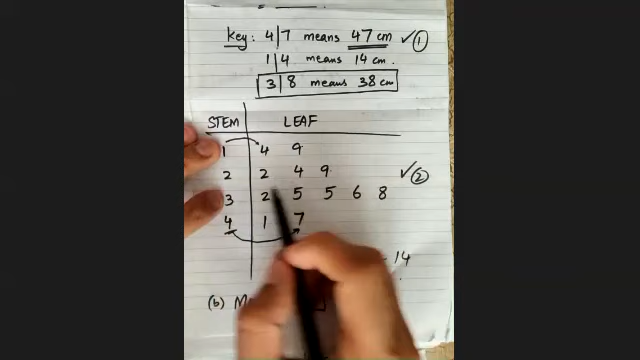 Key: 4|7 means 47 cm ✓①
1|4 means 14 cm.
3|8 means 38 cm
STEM LEAF
1 4 9
2 2 4 9
✓②
3 2 5 5 6 8
4 1 7
14
(b)